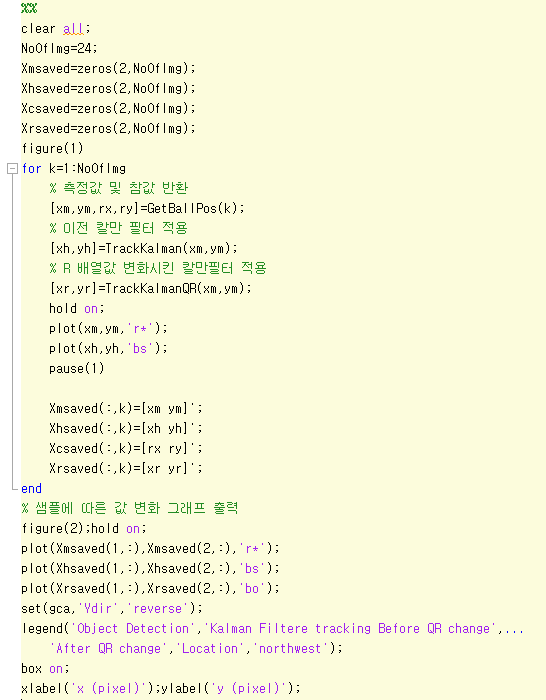 %%
clear all;
NoOfImg=24;
Xmsaved=zeros(2,NoOfImg);
Xhsaved=zeros(2,NoOfImg);
Xcsaved=zeros(2,NoOfImg);
Xrsaved=zeros(2,NoOfImg);
figure(1)
for k=1:NoOfImg
    % 측정값 및 참값 반환
    [xm,ym,rx,ry]=GetBallPos(k);
    % 이전 칼만 필터 적용
    [xh,yh]=TrackKalman(xm,ym);
    % R 배열값 변화시킨 칼만필터 적용
    [xr,yr]=TrackKalmanQR(xm,ym);
    hold on;
    plot(xm,ym,'r*');
    plot(xh,yh,'bs');
    pause(1)
    Xmsaved(:,k)=[xm ym]';
    Xhsaved(:,k)=[xh yh]';
    Xcsaved(:,k)=[rx ry]';
    Xrsaved(:,k)=[xr yr]';
end
% 샘플에 따른 값 변화 그래프 출력
figure(2);hold on;
plot(Xmsaved(1,:),Xmsaved(2,:),'r*');
plot(Xhsaved(1,:),Xhsaved(2,:),'bs');
plot(Xrsaved(1,:),Xrsaved(2,:),'bo');
set(gca,'Ydir','reverse');
legend('Object Detection','Kalman Filtere tracking Before QR change',...
    'After QR change','Location','northwest');
box on;
xlabel('x (pixel)');ylabel('y (pixel)');